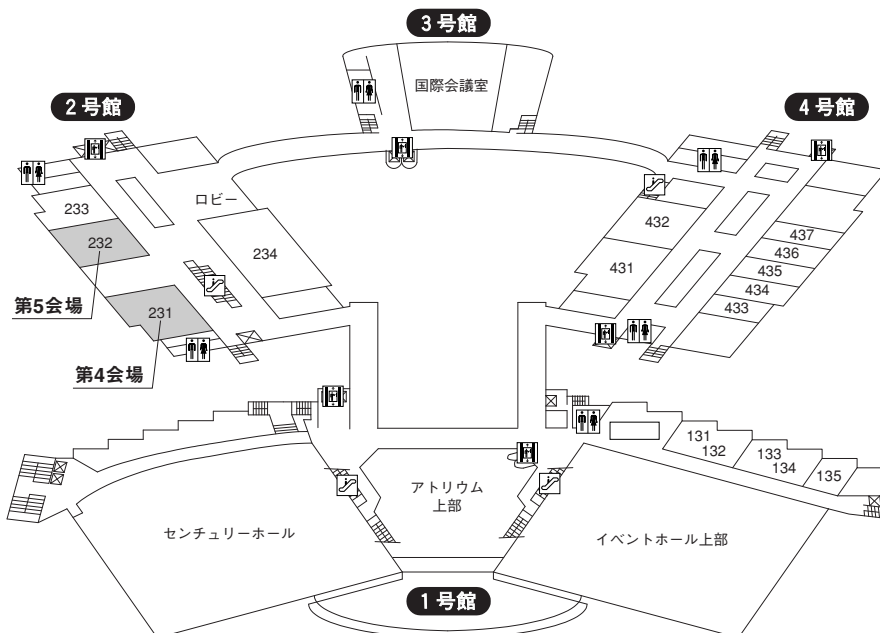 3号館
国際会議室
2号館
4号館
ロビー
233
232
234
231
第5会場
第4会場
432
431
437
436
435
434
433
131
132
133
134
135
アトリウム
上部
センチュリーホール
イベントホール上部
1号館